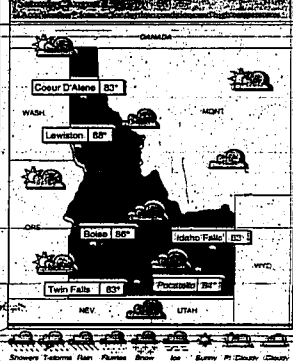 CANADA
Coeur D'Alene 83°
WASH.
MONT.
Lewiston 88°
ORE.
Boise 86°
Idaho Falls 83°
WYO.
Twin Falls 83°
Pocatello 84°
NEV.
UTAH
Showers T-storms Rain Flurries Snow Ice Sunny Pt. Cloudy Cloudy